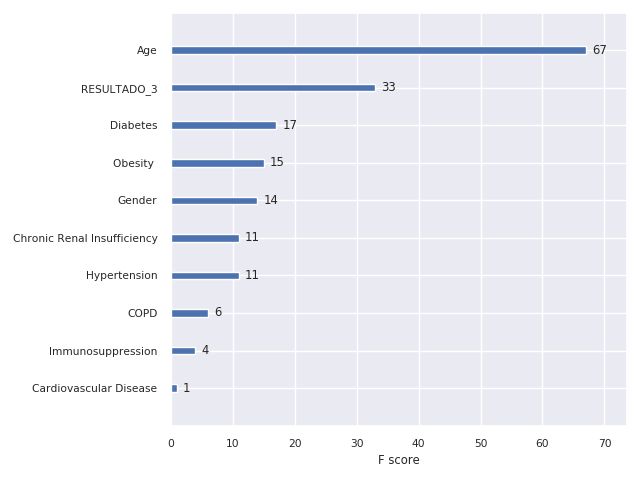 Age 67
RESULTADO_3 33
Diabetes 17
Obesity 15
Gender 14
Chronic Renal Insufficiency 11
Hypertension 11
COPD 6
Immunosuppression 4
Cardiovascular Disease 1
0 10 20 30 40 50 60 70
F score